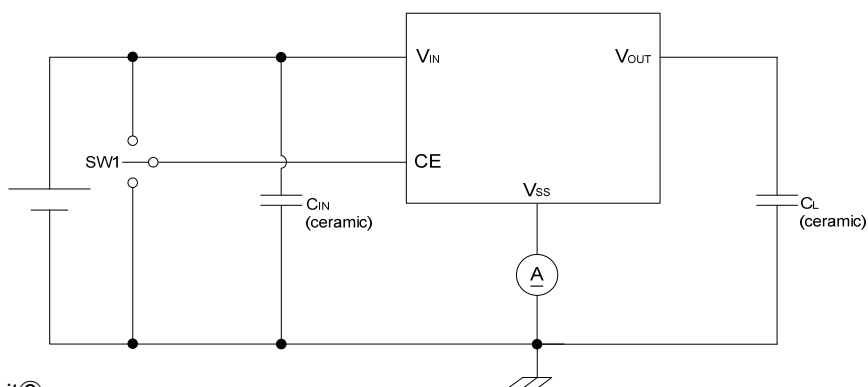 VIN
VOUT
SW1
CE
CIN
(ceramic)
VSS
CL
(ceramic)
A